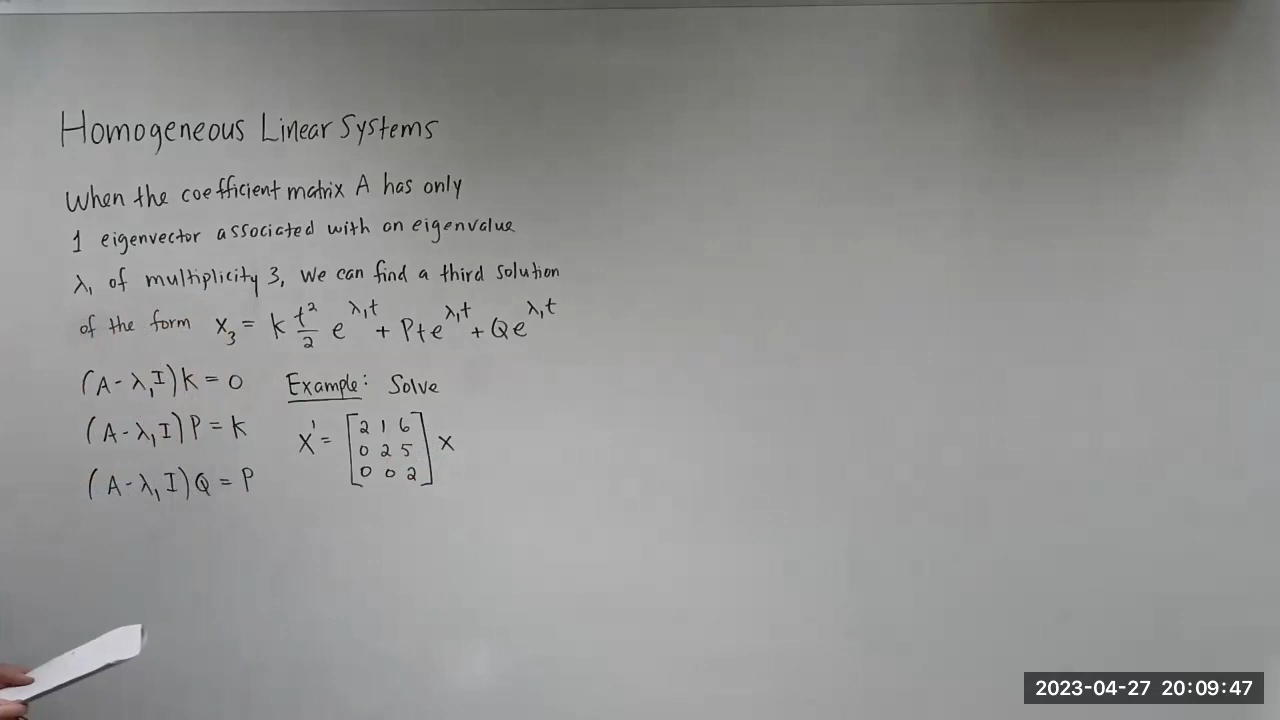 Homogeneous Linear Systems
When the coefficient matrix A has only
1 eigenvector associated with an eigenvalue
λ₁ of multiplicity 3, we can find a third solution
of the form X₃ = K t²/2 e^λ₁t + Pte^λ₁t + Qe^λ₁t
(A-λ₁I)K = 0
(A-λ₁I)P = K
(A-λ₁I)Q = P
Example: Solve
X' = [2 1 6
0 2 5
0 0 2] X
2023-04-27 20:09:47